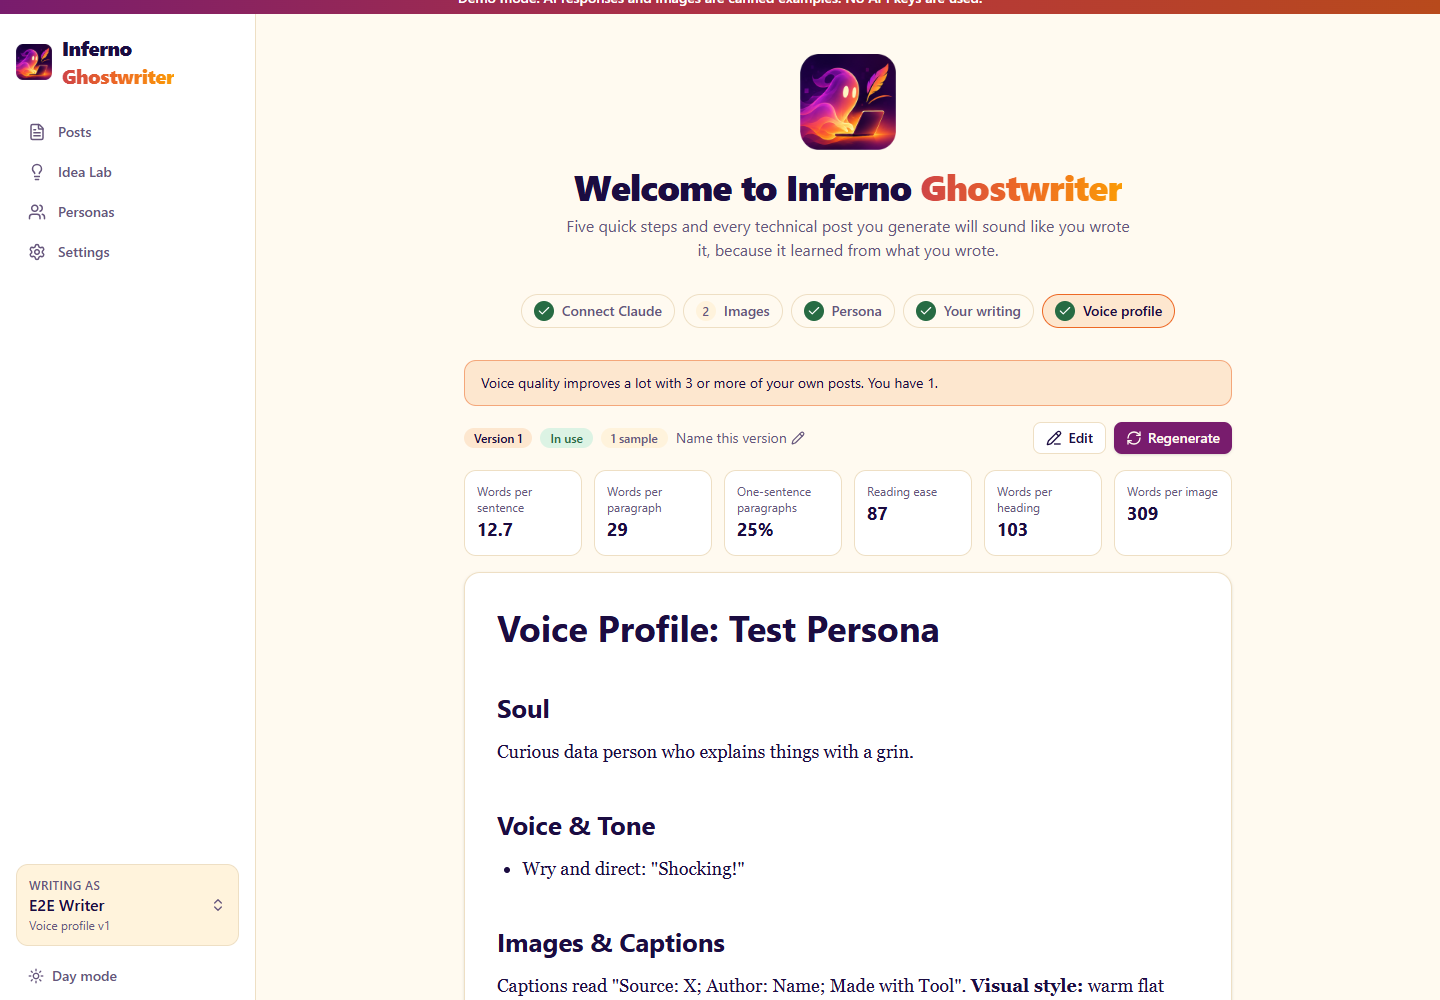 Demo mode. AI responses and images are canned examples. No API keys are used.
Inferno
Ghostwriter
Posts
Idea Lab
Personas
Settings
WRITING AS
E2E Writer
Voice profile v1
Day mode
Welcome to Inferno Ghostwriter
Five quick steps and every technical post you generate will sound like you wrote
it, because it learned from what you wrote.
Connect Claude
2 Images
Persona
Your writing
Voice profile
Voice quality improves a lot with 3 or more of your own posts. You have 1.
Version 1 In use 1 sample Name this version
Edit
Regenerate
Words per sentence
12.7
Words per paragraph
29
One-sentence paragraphs
25%
Reading ease
87
Words per heading
103
Words per image
309
Voice Profile: Test Persona
Soul
Curious data person who explains things with a grin.
Voice & Tone
• Wry and direct: "Shocking!"
Images & Captions
Captions read "Source: X; Author: Name; Made with Tool". Visual style: warm flat